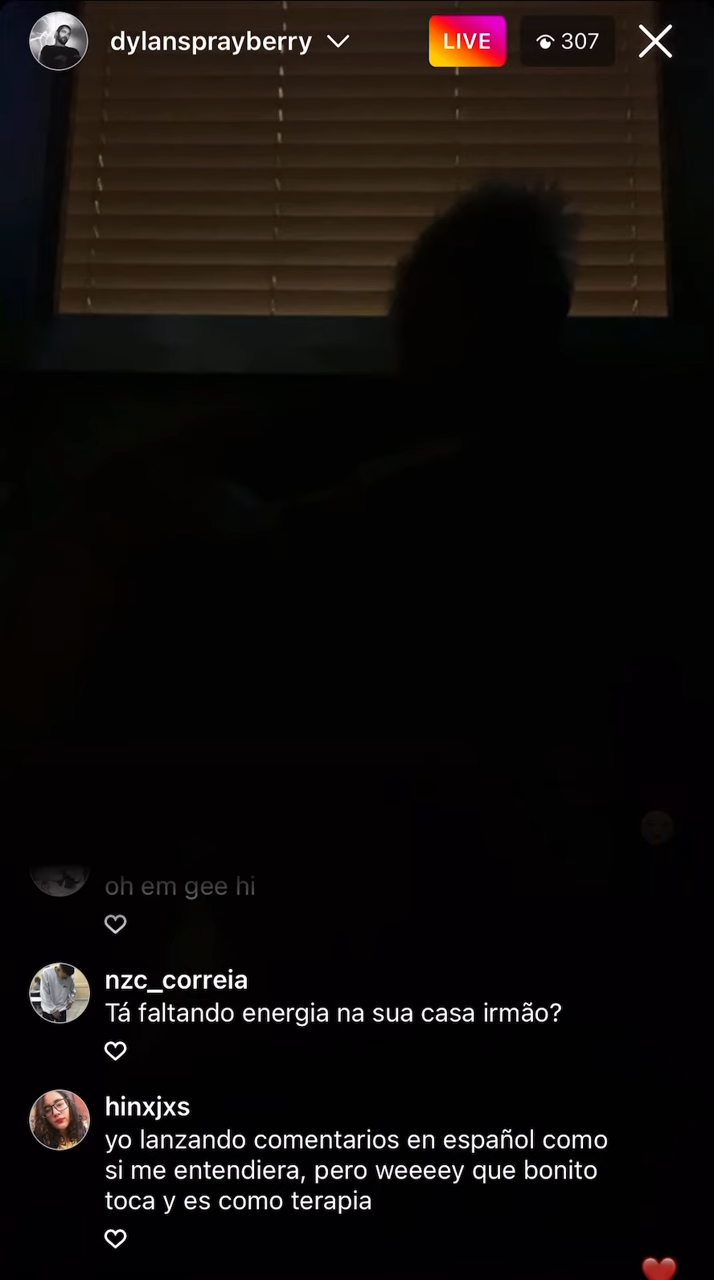 dylansprayberry
LIVE
307
oh em gee hi
nzc_correia
Tá faltando energia na sua casa irmão?
hinxjxs
yo lanzando comentarios en español como
si me entendiera, pero weeeey que bonito
toca y es como terapia